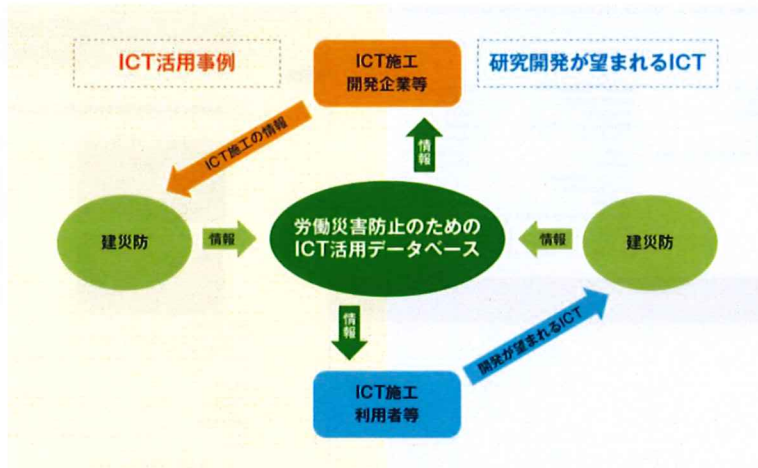 ICT活用事例
ICT施工
開発企業等
研究開発が望まれるICT
ICT施工の情報
情報
建災防
情報
労働災害防止のための
ICT活用データベース
情報
建災防
情報
開発が望まれるICT
ICT施工
利用者等